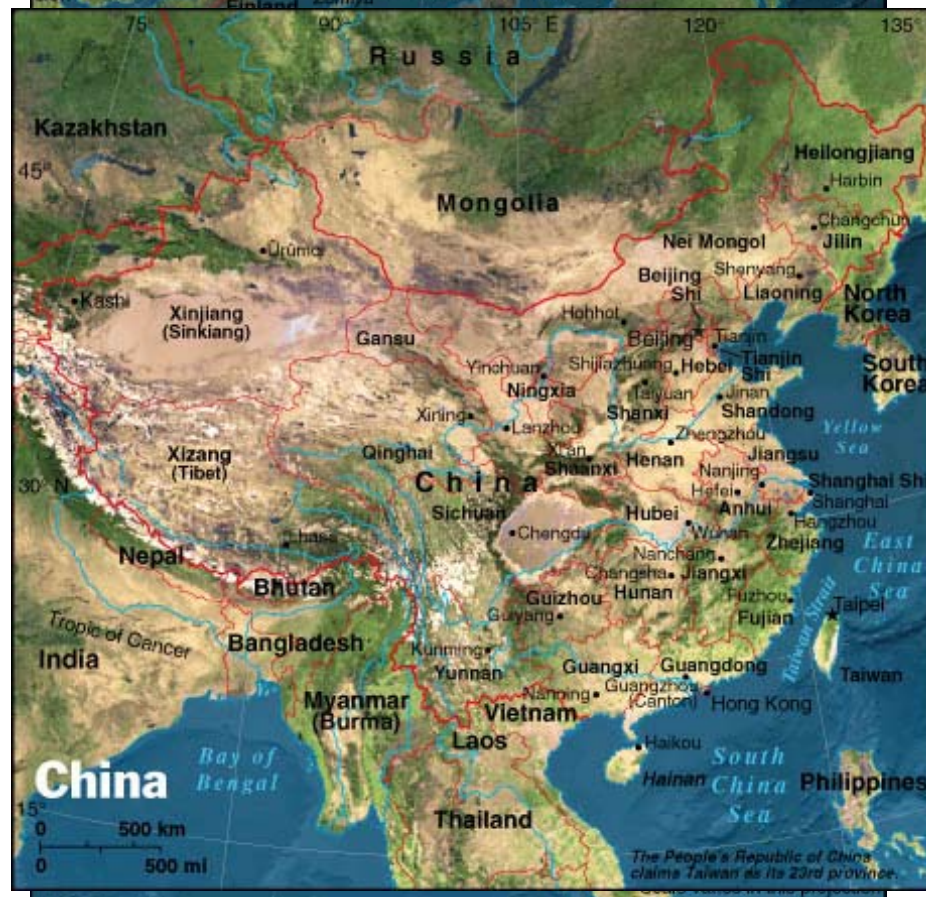 Finland
75°
90°
105° E
120°
135°
Russia
Kazakhstan
45°
Heilongjiang
Harbin
Mongolia
Changchun
Jilin
Nei Mongol
Ürümqi
Beijing
Shi
Shenyang
Liaoning
Kashi
North
Korea
Xinjiang
(Sinkiang)
Hohhot
Gansu
Beijing
Tianjin
Tianjin
Shi
Yinchuan
Shijiazhuang
Hebei
South
Korea
Ningxia
Taiyuan
Jinan
Shanxi
Shandong
Xining
Lanzhou
Yellow
Sea
Zhengzhou
Xizang
(Tibet)
Qinghai
Xi'an
Shaanxi
Henan
Jiangsu
China
Nanjing
30° N
Hefei
Shanghai Shi
Anhui
Shanghai
Sichuan
Hubei
Hangzhou
Chengdu
Wuhan
Lhasa
Zhejiang
East
China
Sea
Nepal
Nanchang
Bhutan
Changsha
Jiangxi
Guizhou
Hunan
Fuzhou
Taipei
Guiyang
Fujian
Taiwan Strait
Tropic of Cancer
Bangladesh
Kunming
India
Yunnan
Guangxi
Guangdong
Taiwan
Myanmar
(Burma)
Nanning
Guangzhou
(Canton)
Hong Kong
Vietnam
Laos
Haikou
Bay of
Bengal
South
China
Sea
China
Hainan
Philippines
15°
0 500 km
Thailand
0 500 mi
The People's Republic of China
claims Taiwan as its 23rd province.